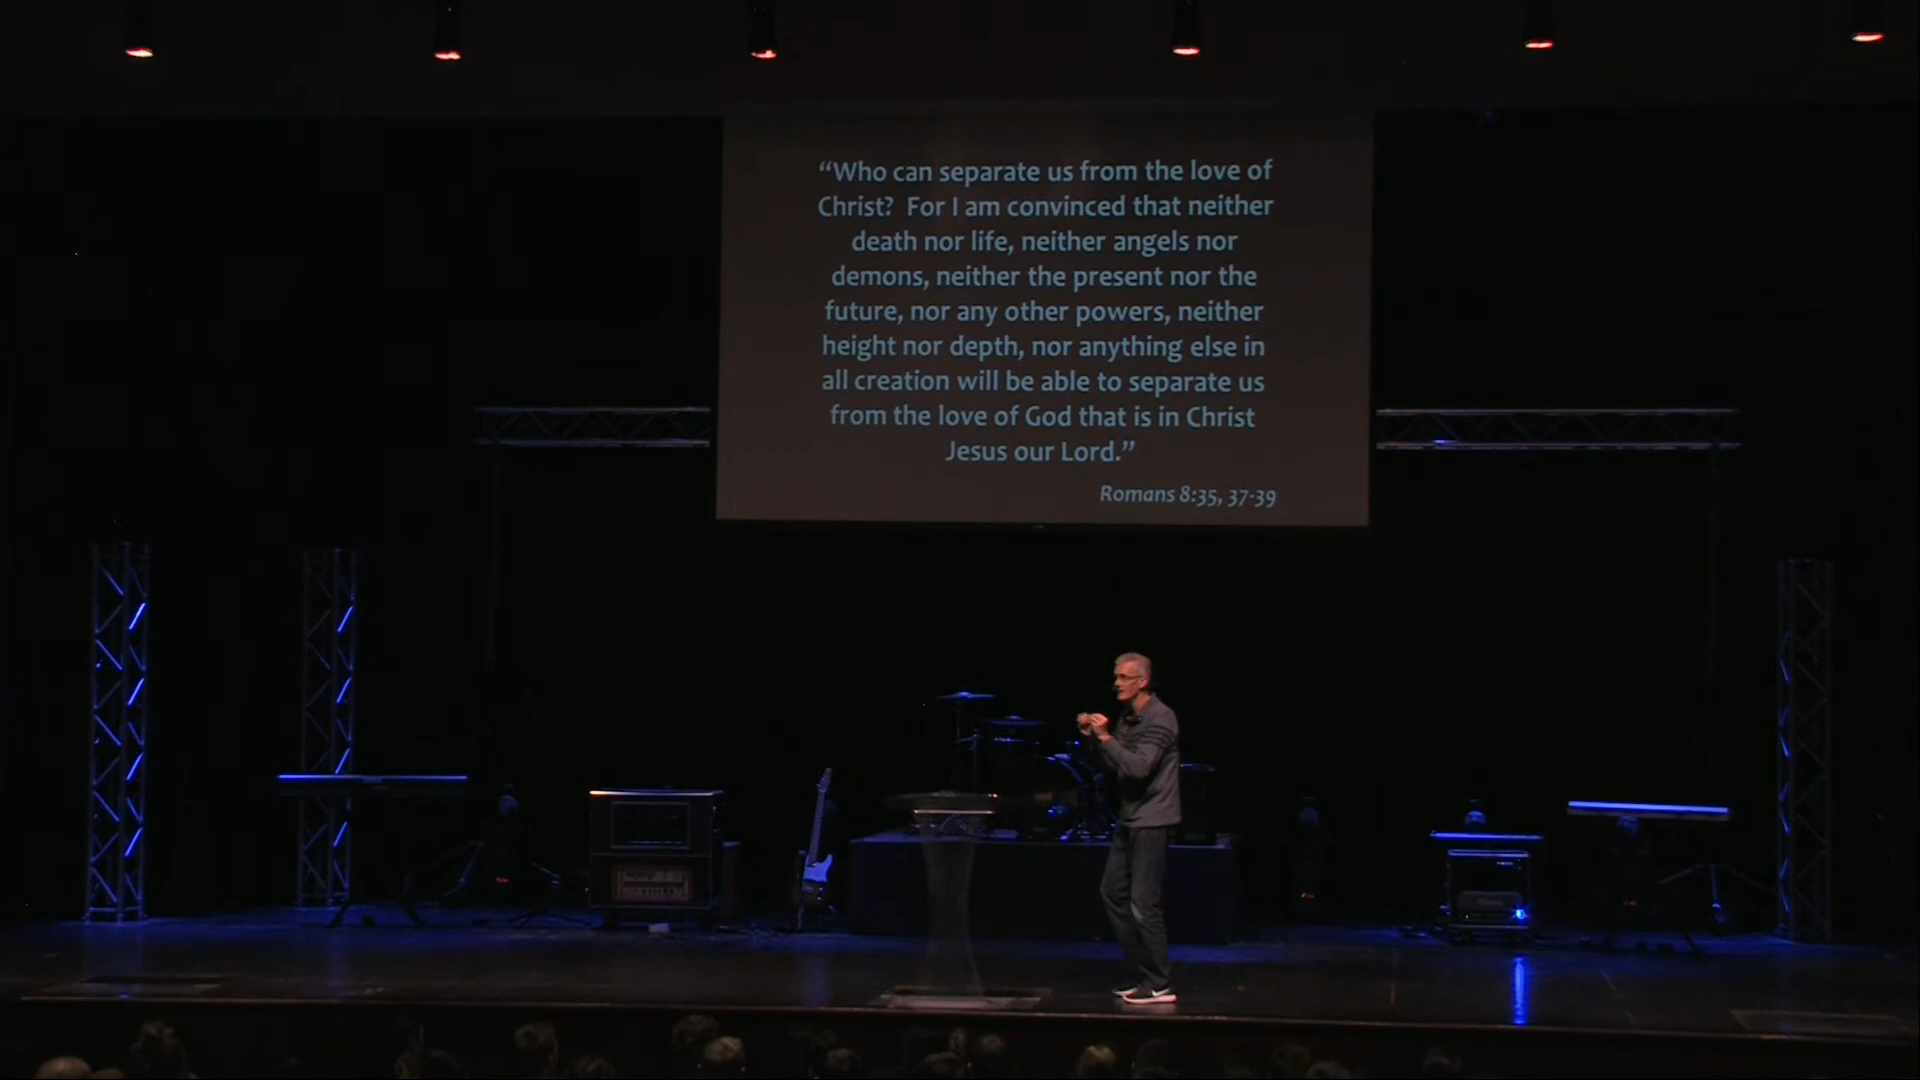 “Who can separate us from the love of
Christ?  For I am convinced that neither
death nor life, neither angels nor
demons, neither the present nor the
future, nor any other powers, neither
height nor depth, nor anything else in
all creation will be able to separate us
from the love of God that is in Christ
Jesus our Lord.”
Romans 8:35, 37-39